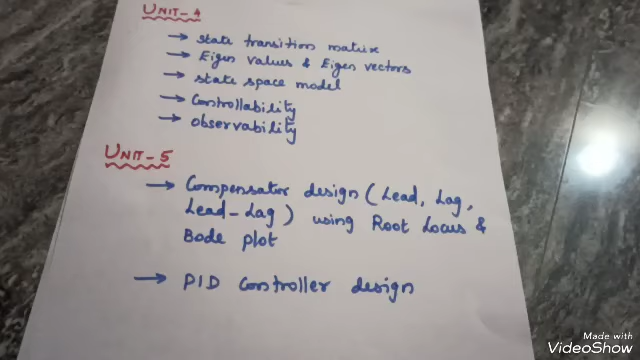 UNIT-4
→ state transition matrix
→ Eigen values & Eigen vectors
→ state space model
→ Controllability
→ observability
UNIT-5
→ Compensator design (Lead, Lag,
Lead-Lag) using Root Locus &
Bode plot
→ PID Controller design
Made with
VideoShow